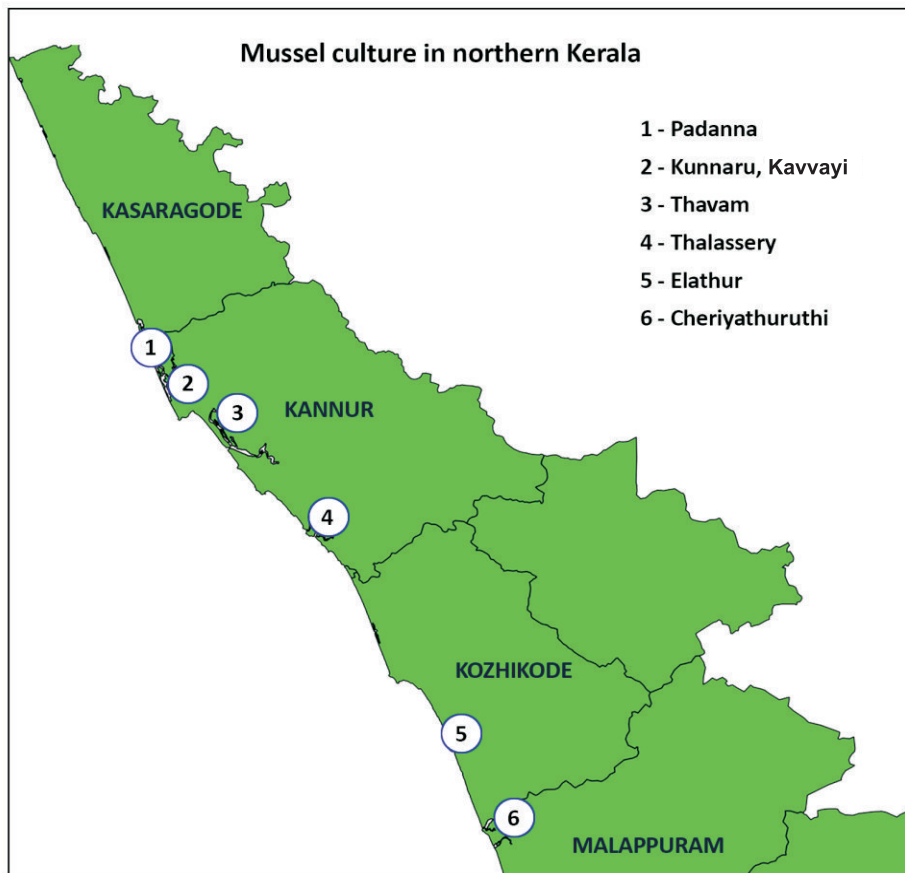 Mussel culture in northern Kerala
1 - Padanna
2 - Kunnaru, Kavvayi
3 - Thavam
4 - Thalassery
5 - Elathur
6 - Cheriyathuruthi
KASARAGODE
1
2
3
KANNUR
4
KOZHIKODE
5
6
MALAPPURAM